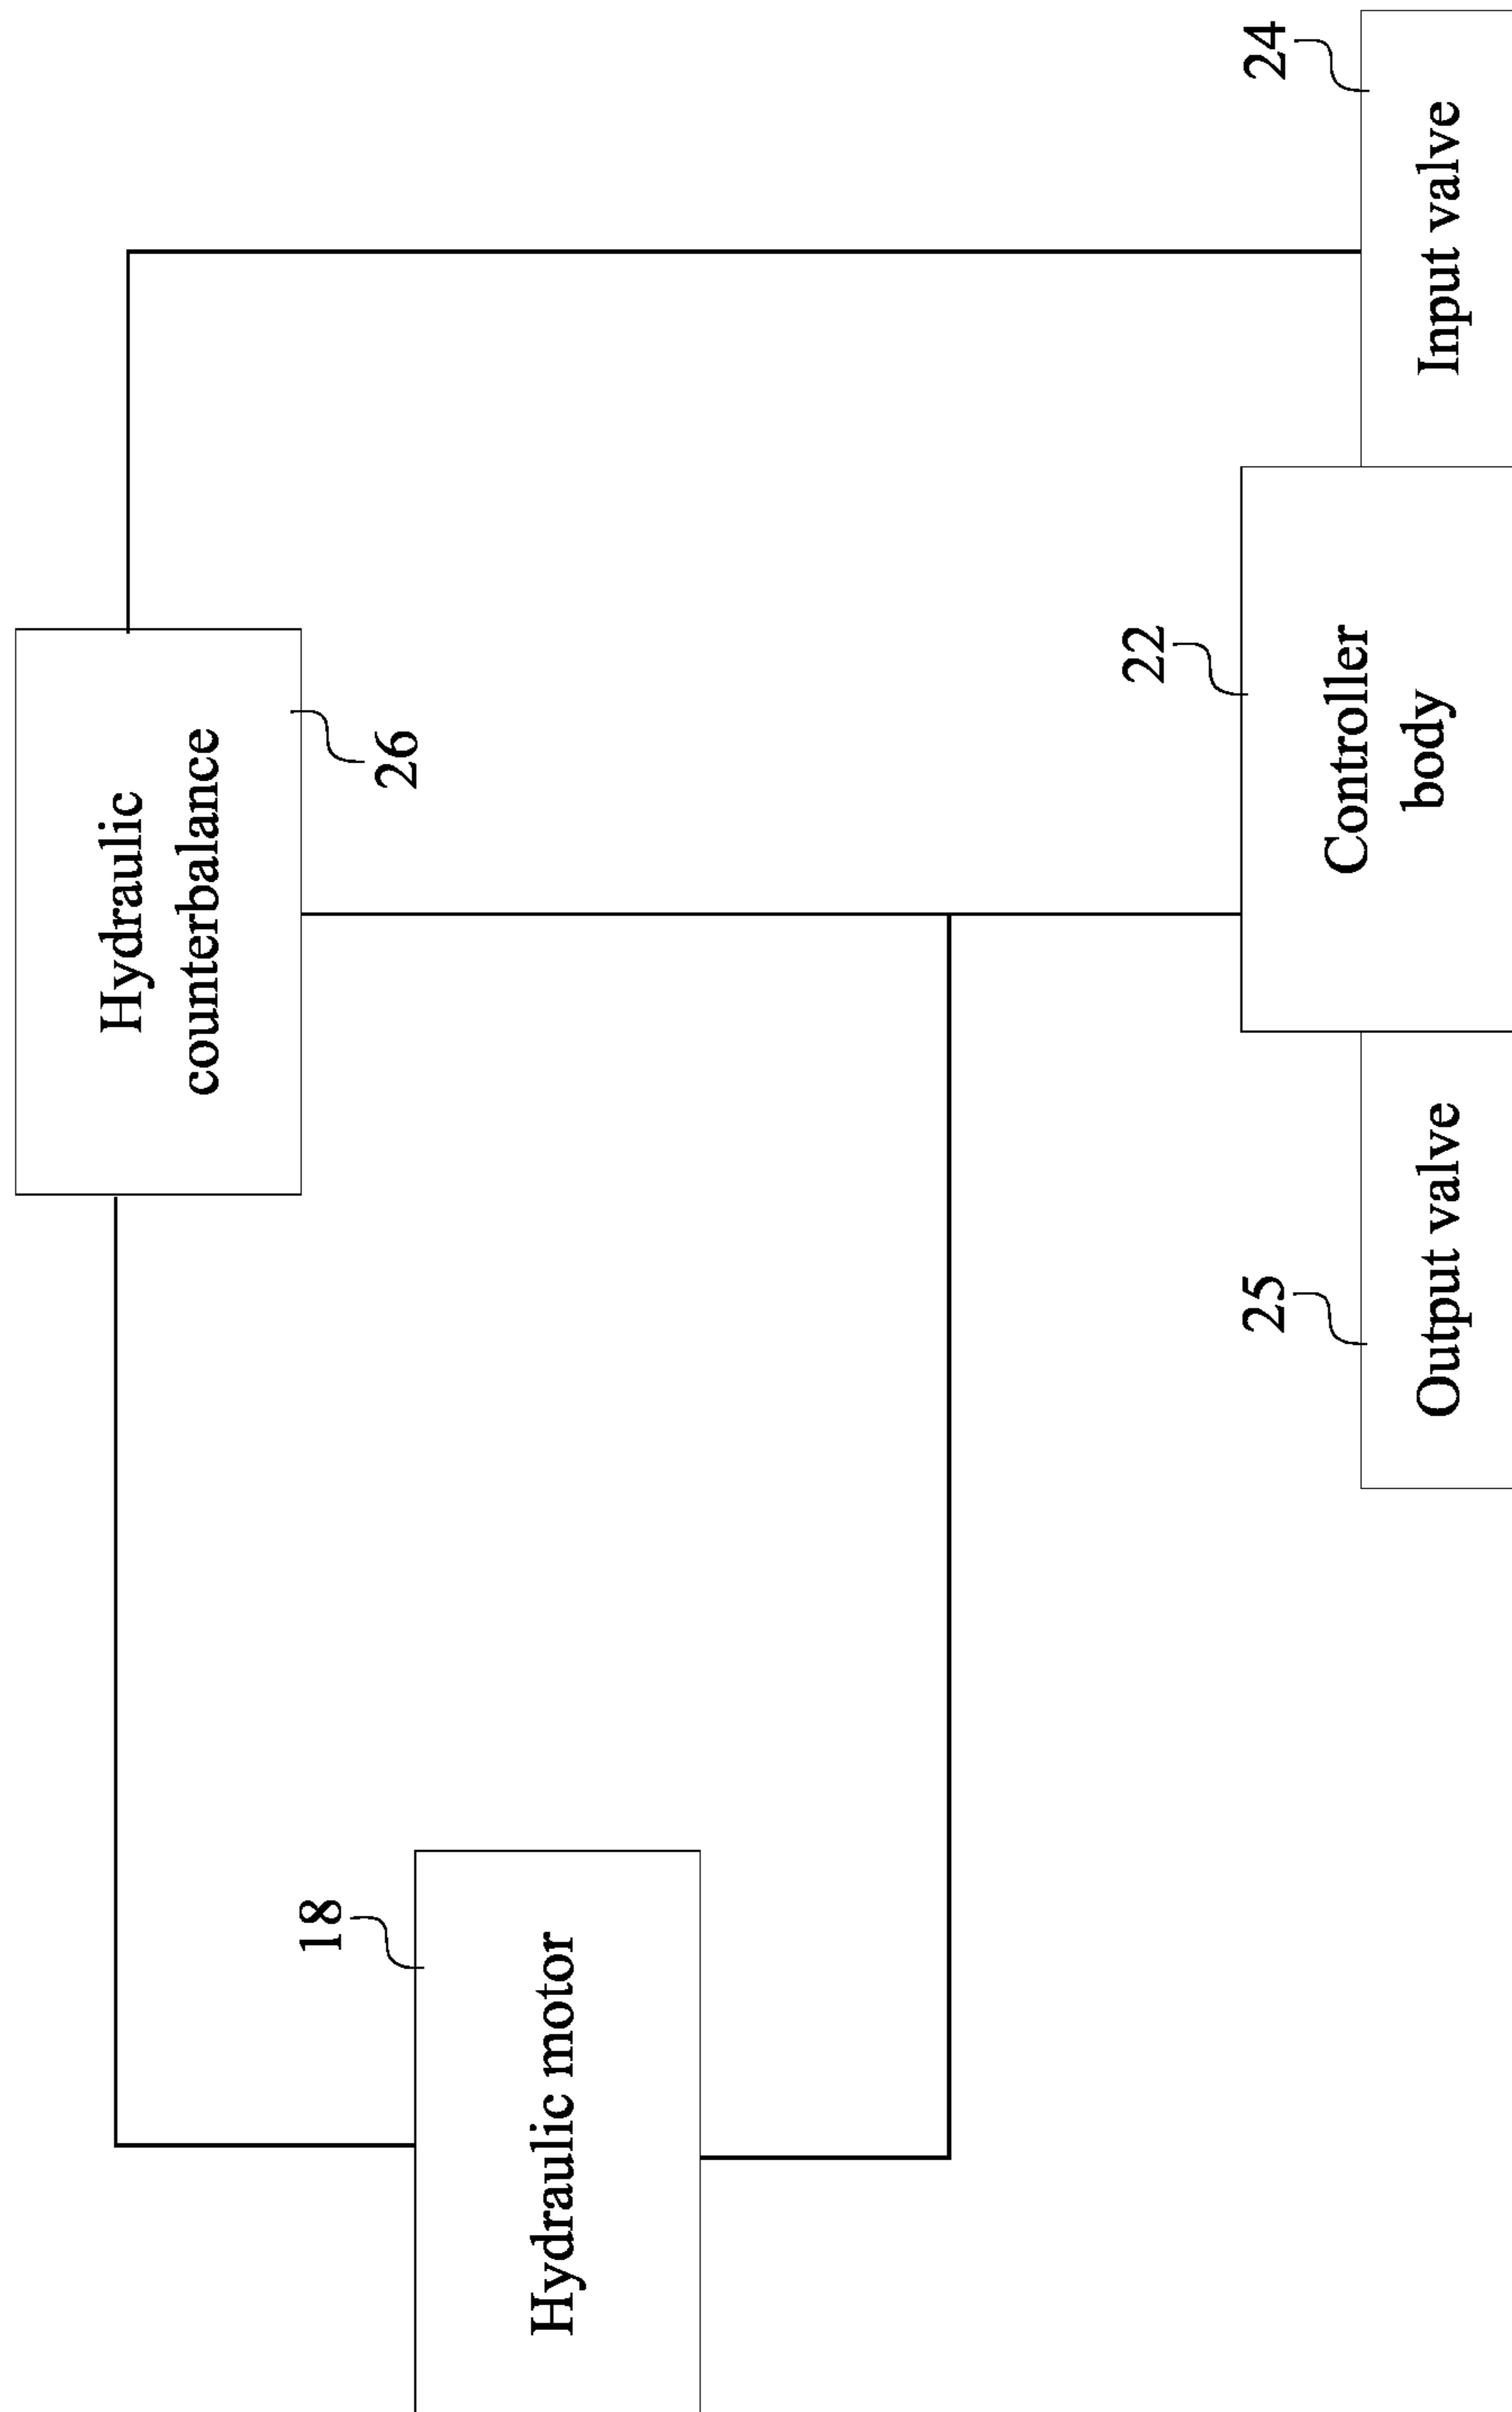 Hydraulic
counterbalance
26
18
Hydraulic motor
22
25
24
Output valve
Controller
body
Input valve